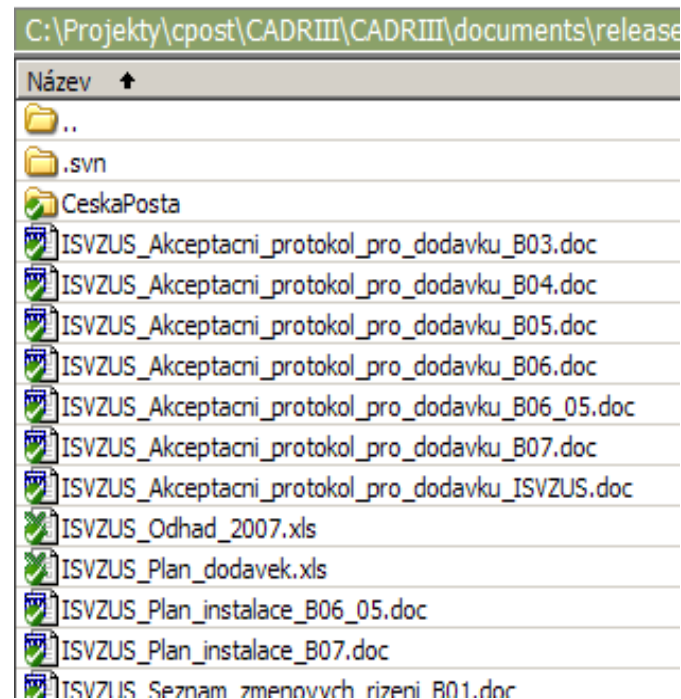 C:\Projekty\cpost\CADRIII\CADRIII\documents\release
Název
..
.svn
CeskaPosta
ISVZUS_Akceptacni_protokol_pro_dodavku_B03.doc
ISVZUS_Akceptacni_protokol_pro_dodavku_B04.doc
ISVZUS_Akceptacni_protokol_pro_dodavku_B05.doc
ISVZUS_Akceptacni_protokol_pro_dodavku_B06.doc
ISVZUS_Akceptacni_protokol_pro_dodavku_B06_05.doc
ISVZUS_Akceptacni_protokol_pro_dodavku_B07.doc
ISVZUS_Akceptacni_protokol_pro_dodavku_ISVZUS.doc
ISVZUS_Odhad_2007.xls
ISVZUS_Plan_dodavek.xls
ISVZUS_Plan_instalace_B06_05.doc
ISVZUS_Plan_instalace_B07.doc
ISVZUS_Seznam_zmenovych_rizeni_B01.doc